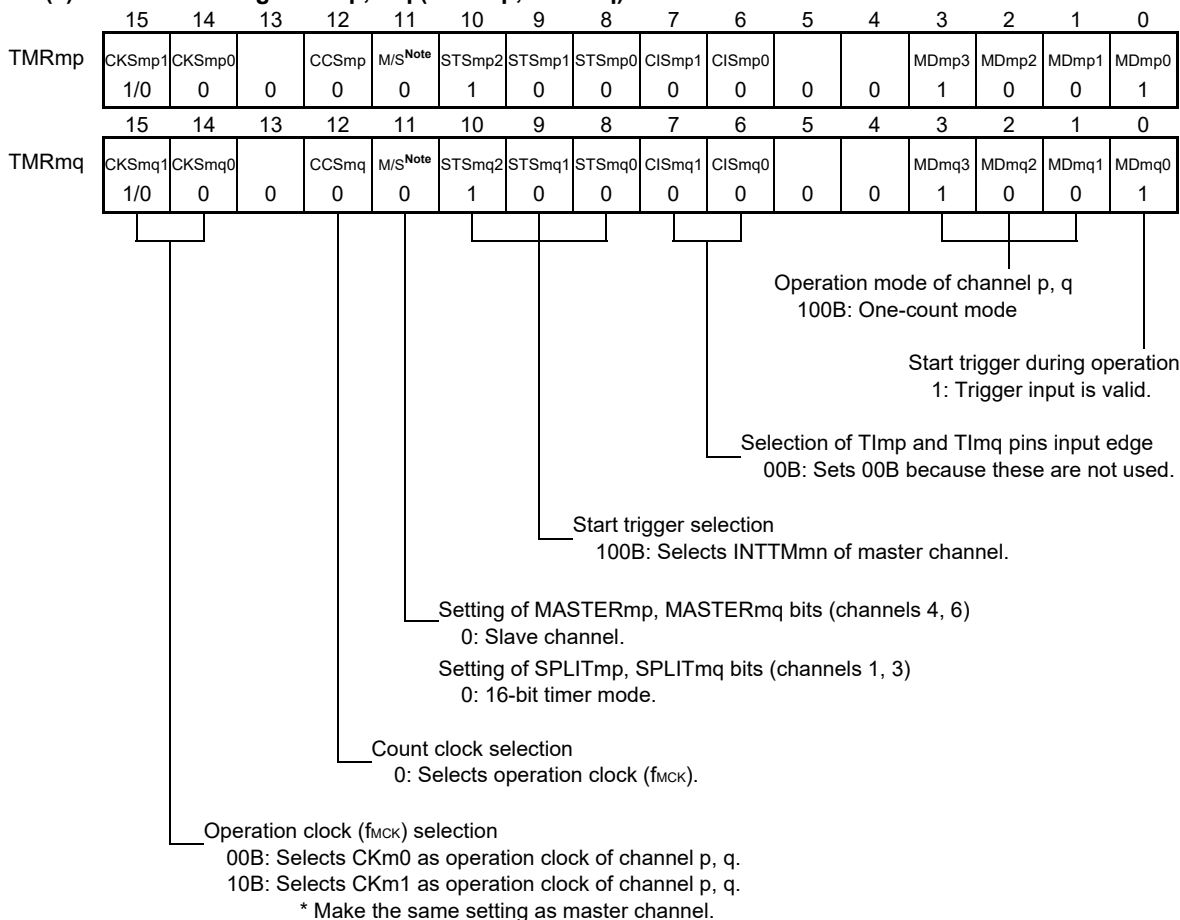 15 14 13 12 11 10 9 8 7 6 5 4 3 2 1 0
TMRmp CKSmp1 CKSmp0 CCSmp M/S Note STSmp2 STSmp1 STSmp0 CISmp1 CISmp0 MDmp3 MDmp2 MDmp1 MDmp0
1/0 0 0 0 0 1 0 0 0 0 0 0 1 0 0 1
15 14 13 12 11 10 9 8 7 6 5 4 3 2 1 0
TMRmq CKSmq1 CKSmq0 CCSmq M/S Note STSmq2 STSmq1 STSmq0 CISmq1 CISmq0 MDmq3 MDmq2 MDmq1 MDmq0
1/0 0 0 0 0 1 0 0 0 0 0 0 1 0 0 1
Operation mode of channel p, q
100B: One-count mode
Start trigger during operation
1: Trigger input is valid.
Selection of TImp and TImq pins input edge
00B: Sets 00B because these are not used.
Start trigger selection
100B: Selects INTTMmn of master channel.
Setting of MASTERmp, MASTERmq bits (channels 4, 6)
0: Slave channel.
Setting of SPLITmp, SPLITmq bits (channels 1, 3)
0: 16-bit timer mode.
Count clock selection
0: Selects operation clock (fMCK).
Operation clock (fMCK) selection
00B: Selects CKm0 as operation clock of channel p, q.
10B: Selects CKm1 as operation clock of channel p, q.
* Make the same setting as master channel.